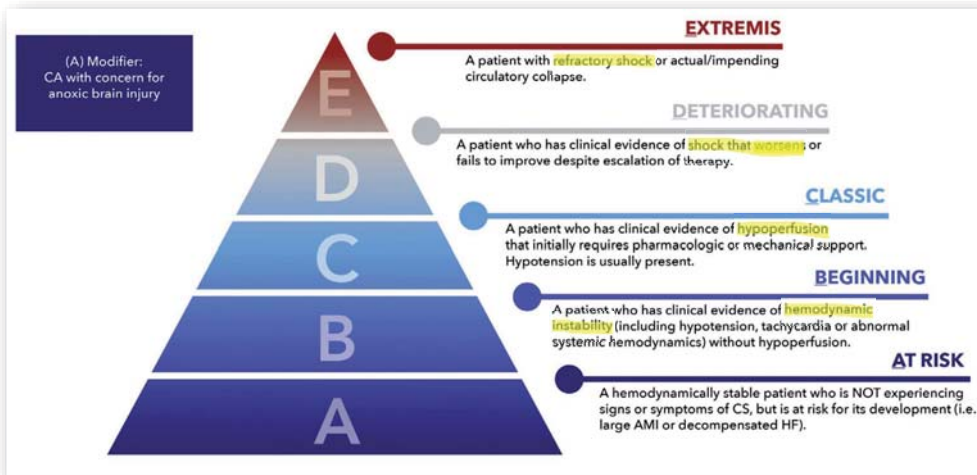 (A) Modifier:
CA with concern for
anoxic brain injury
EXTREMIS
A patient with refractory shock or actual/impending
circulatory collapse.
DETERIORATING
A patient who has clinical evidence of shock that worsens or
fails to improve despite escalation of therapy.
CLASSIC
A patient who has clinical evidence of hypoperfusion
that initially requires pharmacologic or mechanical support.
Hypotension is usually present.
BEGINNING
A patient who has clinical evidence of hemodynamic
instability (including hypotension, tachycardia or abnormal
systemic hemodynamics) without hypoperfusion.
AT RISK
A hemodynamically stable patient who is NOT experiencing
signs or symptoms of CS, but is at risk for its development (i.e.
large AMI or decompensated HF).
E
D
C
B
A